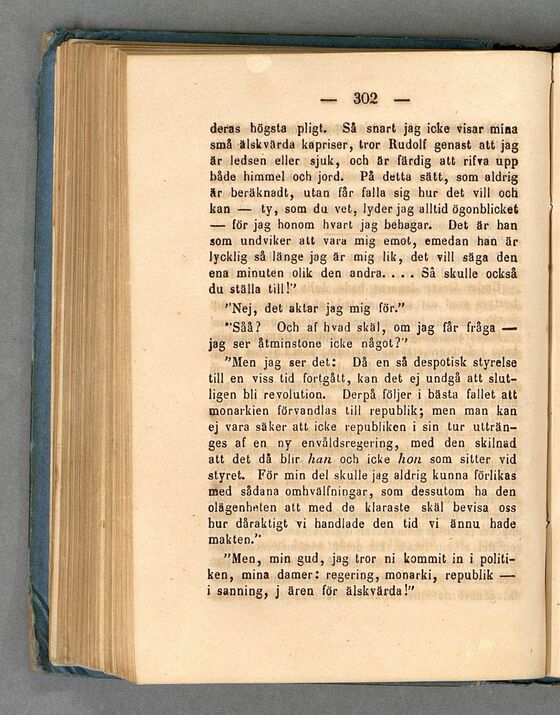 — 302 —
deras högsta pligt. Så snart jag icke visar mina
små älskvärda kapriser, tror Rudolf genast att jag
är ledsen eller sjuk, och är färdig att rifva upp
både himmel och jord. På detta sätt, som aldrig
är beräknadt, utan får falla sig hur det vill och
kan — ty, som du vet, lyder jag alltid ögonblicket
— för jag honom hvart jag behagar. Det är han
som undviker att vara mig emot, emedan han är
lycklig så länge jag är mig lik, det vill säga den
ena minuten olik den andra. . . . Så skulle också
du ställa till!”
”Nej, det aktar jag mig för.”
”Såå? Och af hvad skäl, om jag får fråga —
jag ser åtminstone icke något?”
”Men jag ser det: Då en så despotisk styrelse
till en viss tid fortgått, kan det ej undgå att slut-
ligen bli revolution. Derpå följer i bästa fallet att
monarkien förvandlas till republik; men man kan
ej vara säker att icke republiken i sin tur utträn-
ges af en ny envåldsregering, med den skilnad
att det då blir han och icke hon som sitter vid
styret. För min del skulle jag aldrig kunna förlikas
med sådana omhvälfningar, som dessutom ha den
olägenheten att med de klaraste skäl bevisa oss
hur dåraktigt vi handlade den tid vi ännu hade
makten.”
”Men, min gud, jag tror ni kommit in i politi-
ken, mina damer: regering, monarki, republik —
i sanning, j ären för älskvärda!”